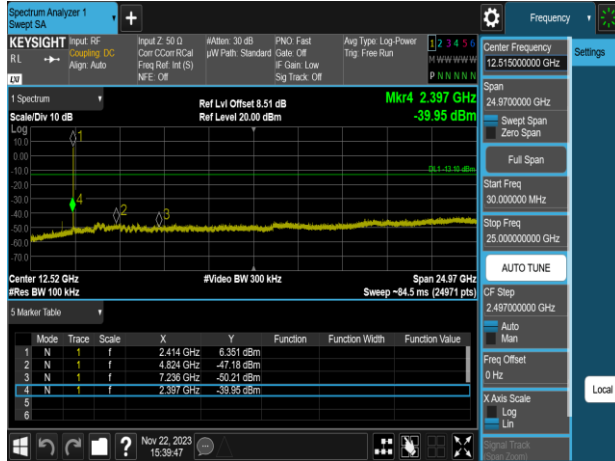 Spectrum Analyzer 1
Swept SA
+
Frequency
KEYSIGHT
RL
LXI
Input: RF
Coupling: DC
Align: Auto
Input Z: 50 Ω
Corr CCorr RCal
Freq Ref: Int (S)
NFE: Off
#Atten: 30 dB
µW Path: Standard
PNO: Fast
Gate: Off
IF Gain: Low
Sig Track: Off
Avg Type: Log-Power
Trig: Free Run
1 2 3 4 5 6
M W W W W W
P N N N N N
Center Frequency
12.515000000 GHz
Settings
Span
24.9700000 GHz
Swept Span
Zero Span
Full Span
Start Freq
30.000000 MHz
Stop Freq
25.000000000 GHz
AUTO TUNE
CF Step
2.497000000 GHz
Auto
Man
Freq Offset
0 Hz
X Axis Scale
Log
Lin
Signal Track
(Span Zoom)
Local
1 Spectrum
Scale/Div 10 dB
Ref Lvl Offset 8.51 dB
Ref Level 20.00 dBm
Mkr4 2.397 GHz
-39.95 dBm
Log
10.0
0.00
-10.0
-20.0
-30.0
-40.0
-50.0
-60.0
-70.0
1
2
3
4
DL1 -13.10 dBm
Center 12.52 GHz
#Res BW 100 kHz
#Video BW 300 kHz
Span 24.97 GHz
Sweep ~84.5 ms (24971 pts)
5 Marker Table
Mode Trace Scale X Y Function Function Width Function Value
1 N 1 f 2.414 GHz 6.351 dBm
2 N 1 f 4.824 GHz -47.18 dBm
3 N 1 f 7.236 GHz -50.21 dBm
4 N 1 f 2.397 GHz -39.95 dBm
5
6
?
Nov 22, 2023
15:39:47